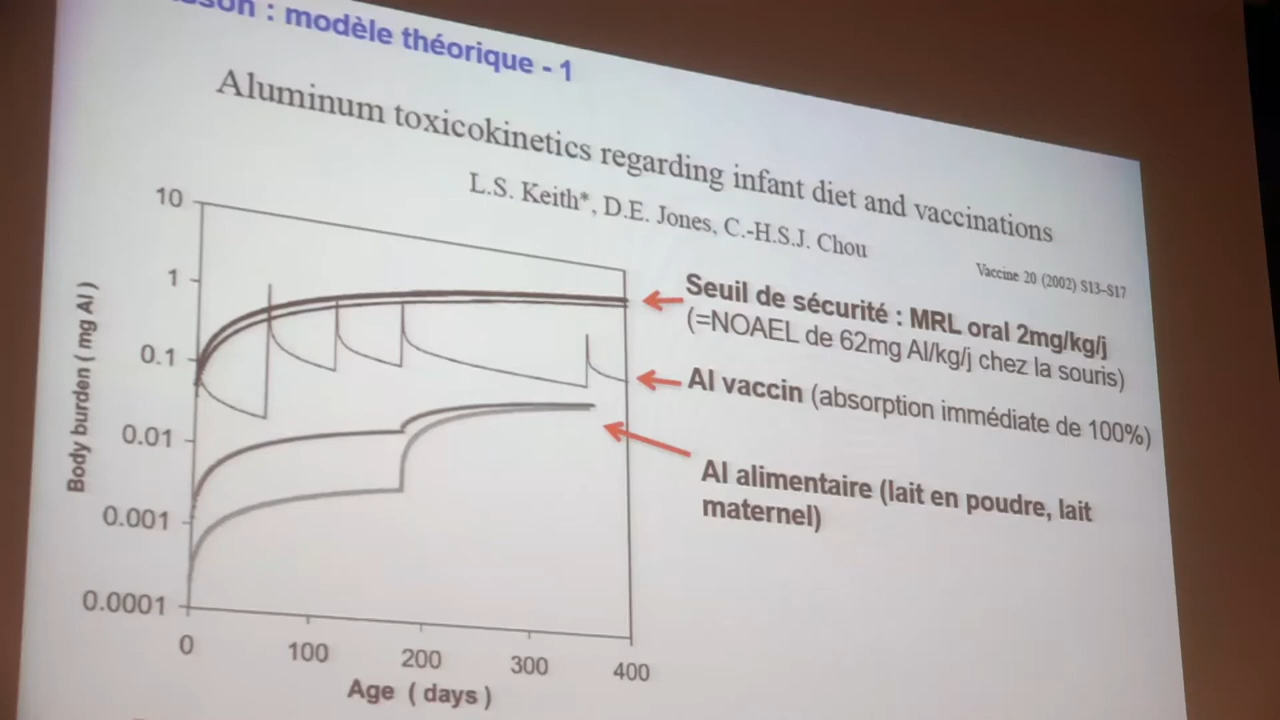 : modèle théorique - 1
Aluminum toxicokinetics regarding infant diet and vaccinations
L.S. Keith*, D.E. Jones, C.-H.S.J. Chou
Vaccine 20 (2002) S13–S17
10
1
0.1
0.01
0.001
0.0001
Body burden ( mg Al )
0
100
200
300
400
Age ( days )
Seuil de sécurité : MRL oral 2mg/kg/j
(=NOAEL de 62mg Al/kg/j chez la souris)
Al vaccin (absorption immédiate de 100%)
Al alimentaire (lait en poudre, lait
maternel)